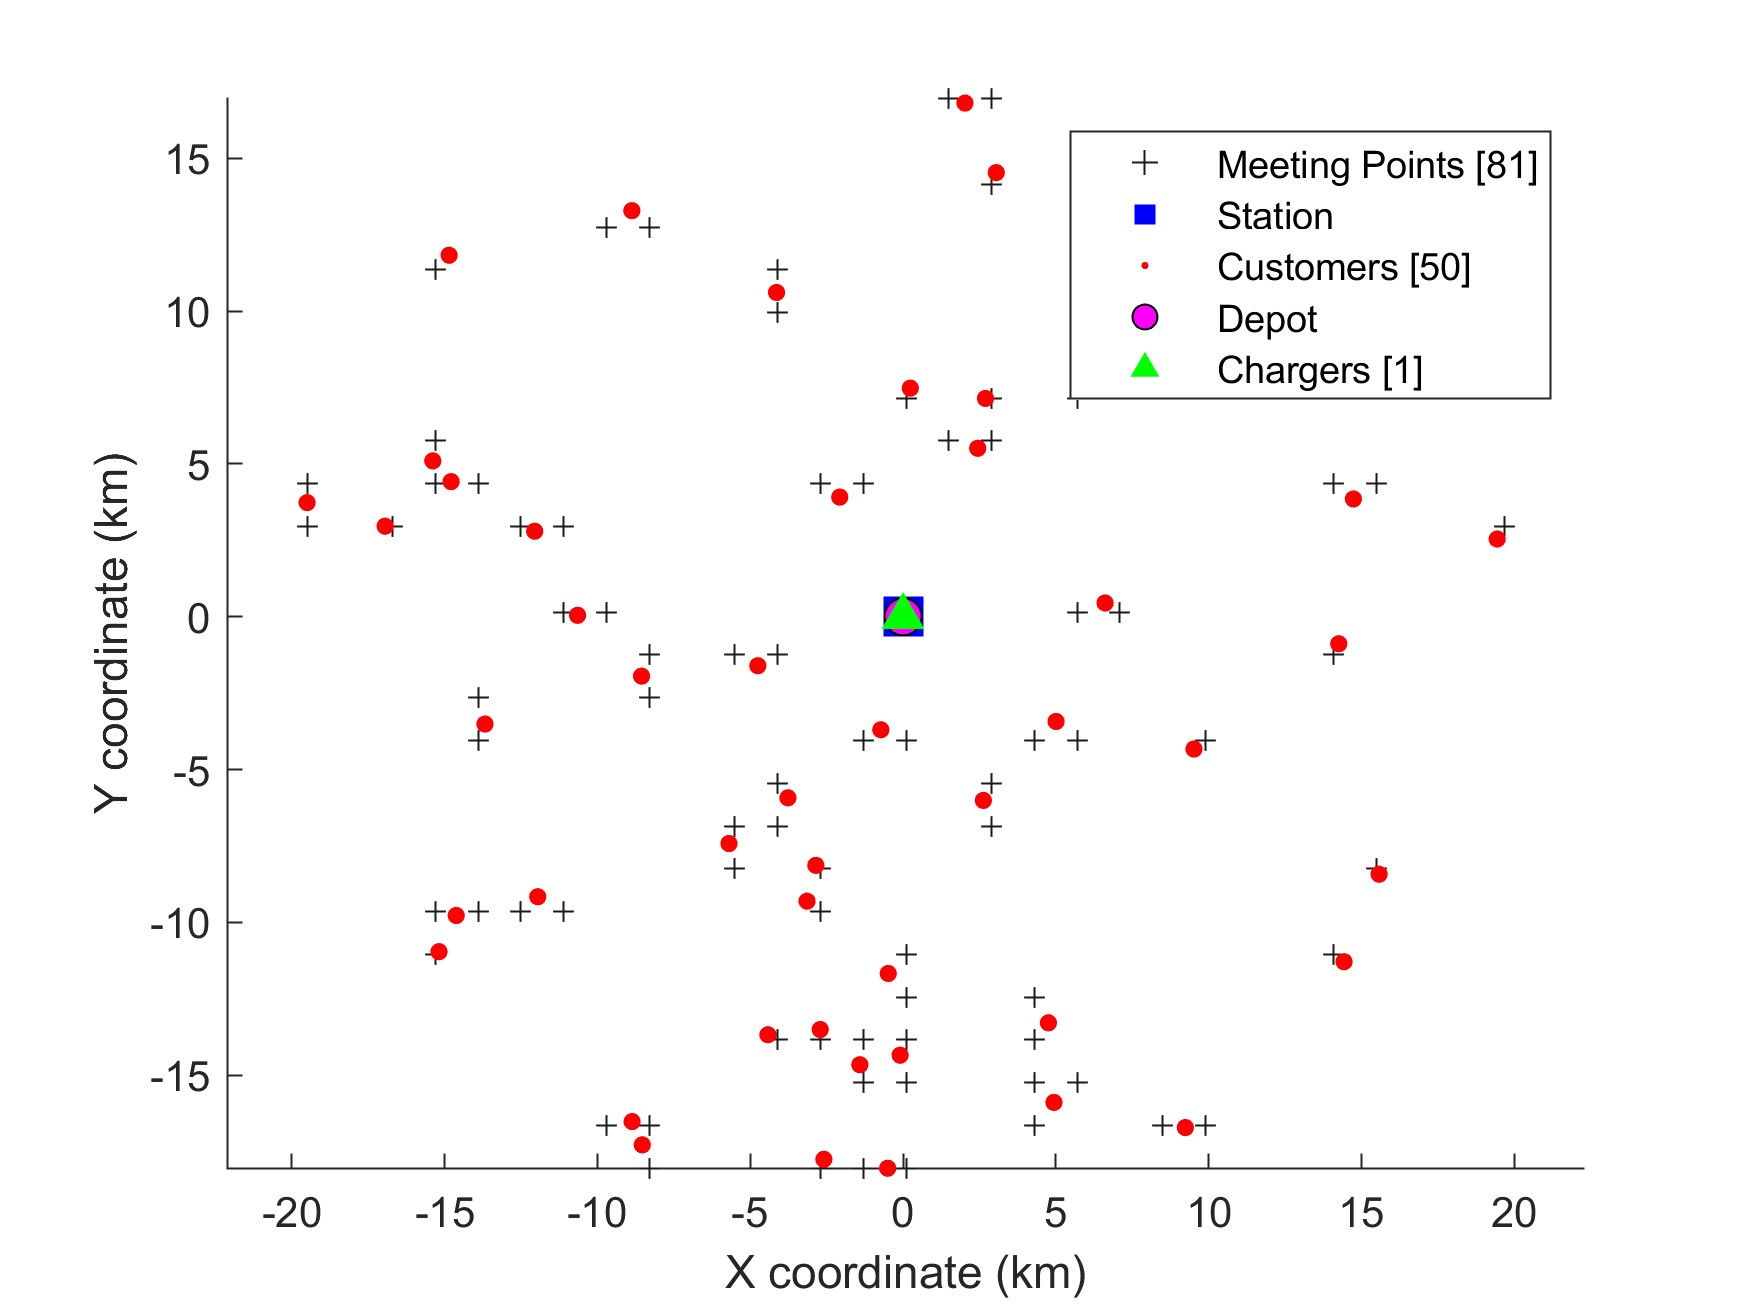 15
10
5
0
-5
-10
-15
Y coordinate (km)
Meeting Points [81]
Station
Customers [50]
Depot
Chargers [1]
-20 -15 -10 -5 0 5 10 15 20
X coordinate (km)